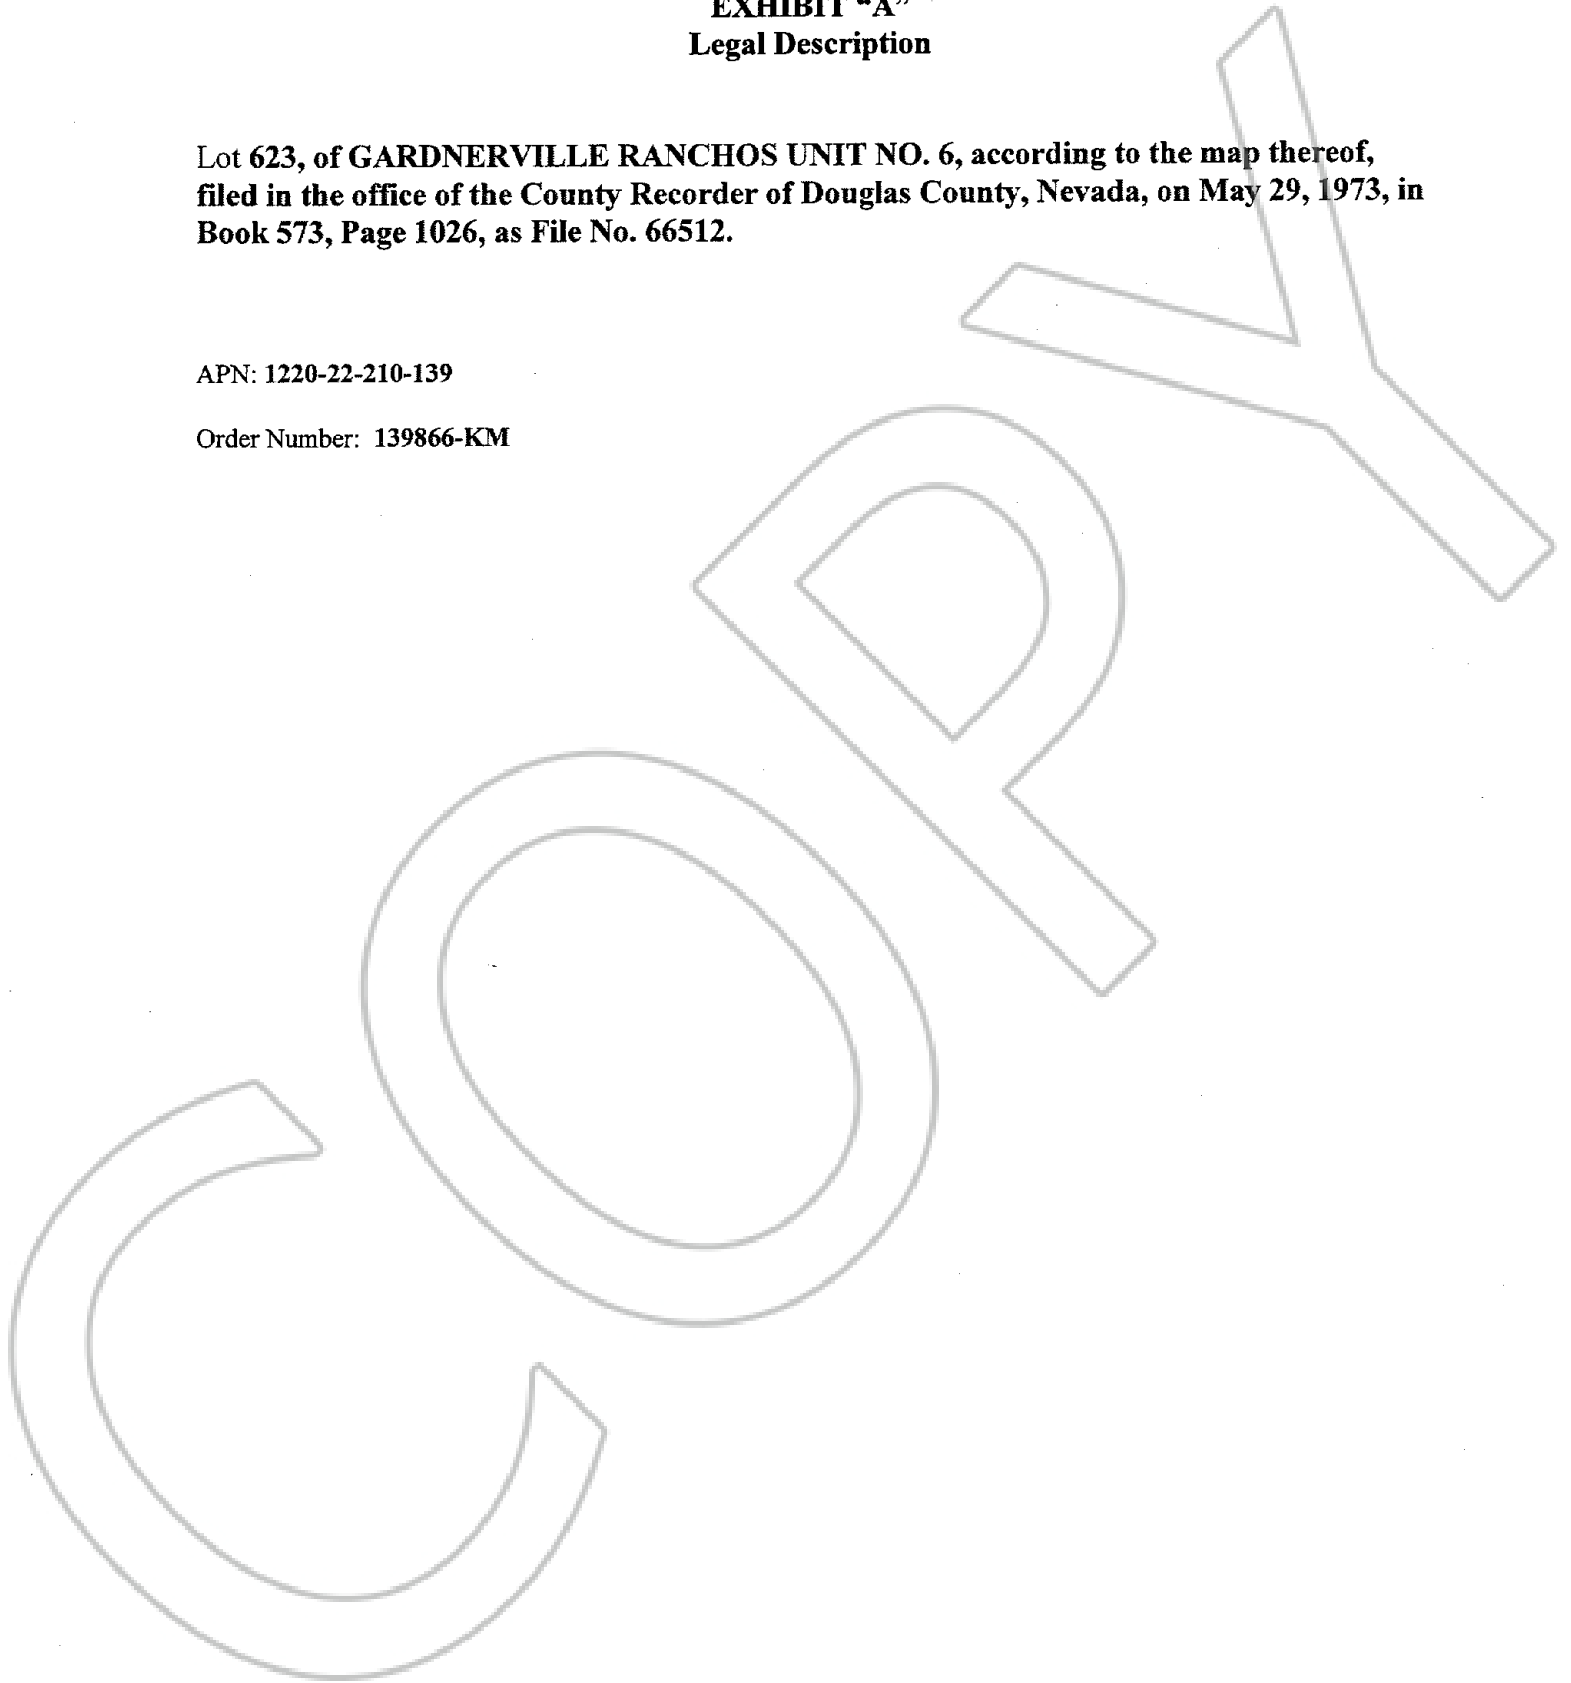 EXHIBIT “A”
Legal Description
Lot 623, of GARDNERVILLE RANCHOS UNIT NO. 6, according to the map thereof,
filed in the office of the County Recorder of Douglas County, Nevada, on May 29, 1973, in
Book 573, Page 1026, as File No. 66512.
APN: 1220-22-210-139
Order Number: 139866-KM
COPY